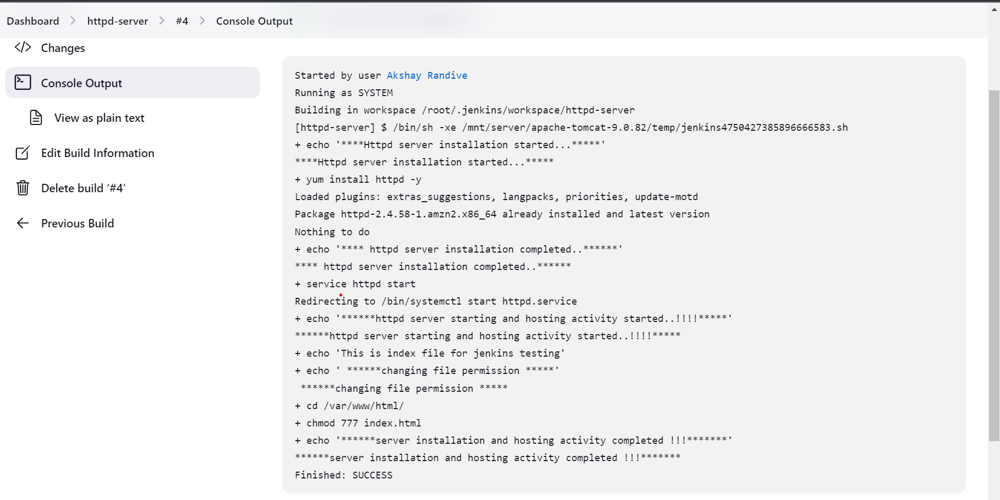 Dashboard > httpd-server > #4 > Console Output
Changes
Console Output
View as plain text
Edit Build Information
Delete build ‘#4’
Previous Build
Started by user Akshay Randive
Running as SYSTEM
Building in workspace /root/.jenkins/workspace/httpd-server
[httpd-server] $ /bin/sh -xe /mnt/server/apache-tomcat-9.0.82/temp/jenkins4750427385896666583.sh
+ echo '****Httpd server installation started...*****'
****Httpd server installation started...*****
+ yum install httpd -y
Loaded plugins: extras_suggestions, langpacks, priorities, update-motd
Package httpd-2.4.58-1.amzn2.x86_64 already installed and latest version
Nothing to do
+ echo '**** httpd server installation completed..******'
**** httpd server installation completed..******
+ service httpd start
Redirecting to /bin/systemctl start httpd.service
+ echo '******httpd server starting and hosting activity started..!!!!*****'
******httpd server starting and hosting activity started..!!!!*****
+ echo 'This is index file for jenkins testing'
+ echo ' ******changing file permission *****'
 ******changing file permission *****
+ cd /var/www/html/
+ chmod 777 index.html
+ echo '******server installation and hosting activity completed !!!*******'
******server installation and hosting activity completed !!!*******
Finished: SUCCESS